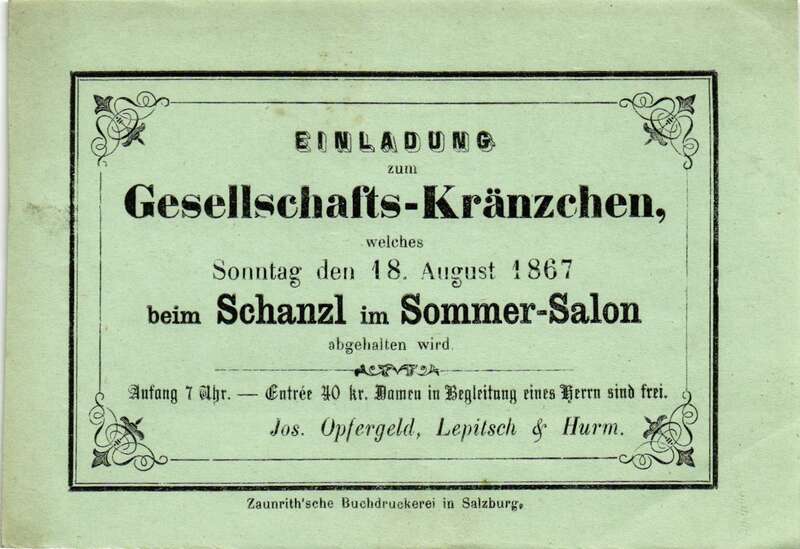 EINLADUNG
zum
Gesellschafts-Kränzchen,
welches
Sonntag den 18. August 1867
beim Schanzl im Sommer-Salon
abgehalten wird.
Anfang 7 Uhr. — Entrée 40 kr. Damen in Begleitung eines Herrn sind frei.
Jos. Opfergeld, Lepitsch & Hurm.
Zaunrith'sche Buchdruckerei in Salzburg.